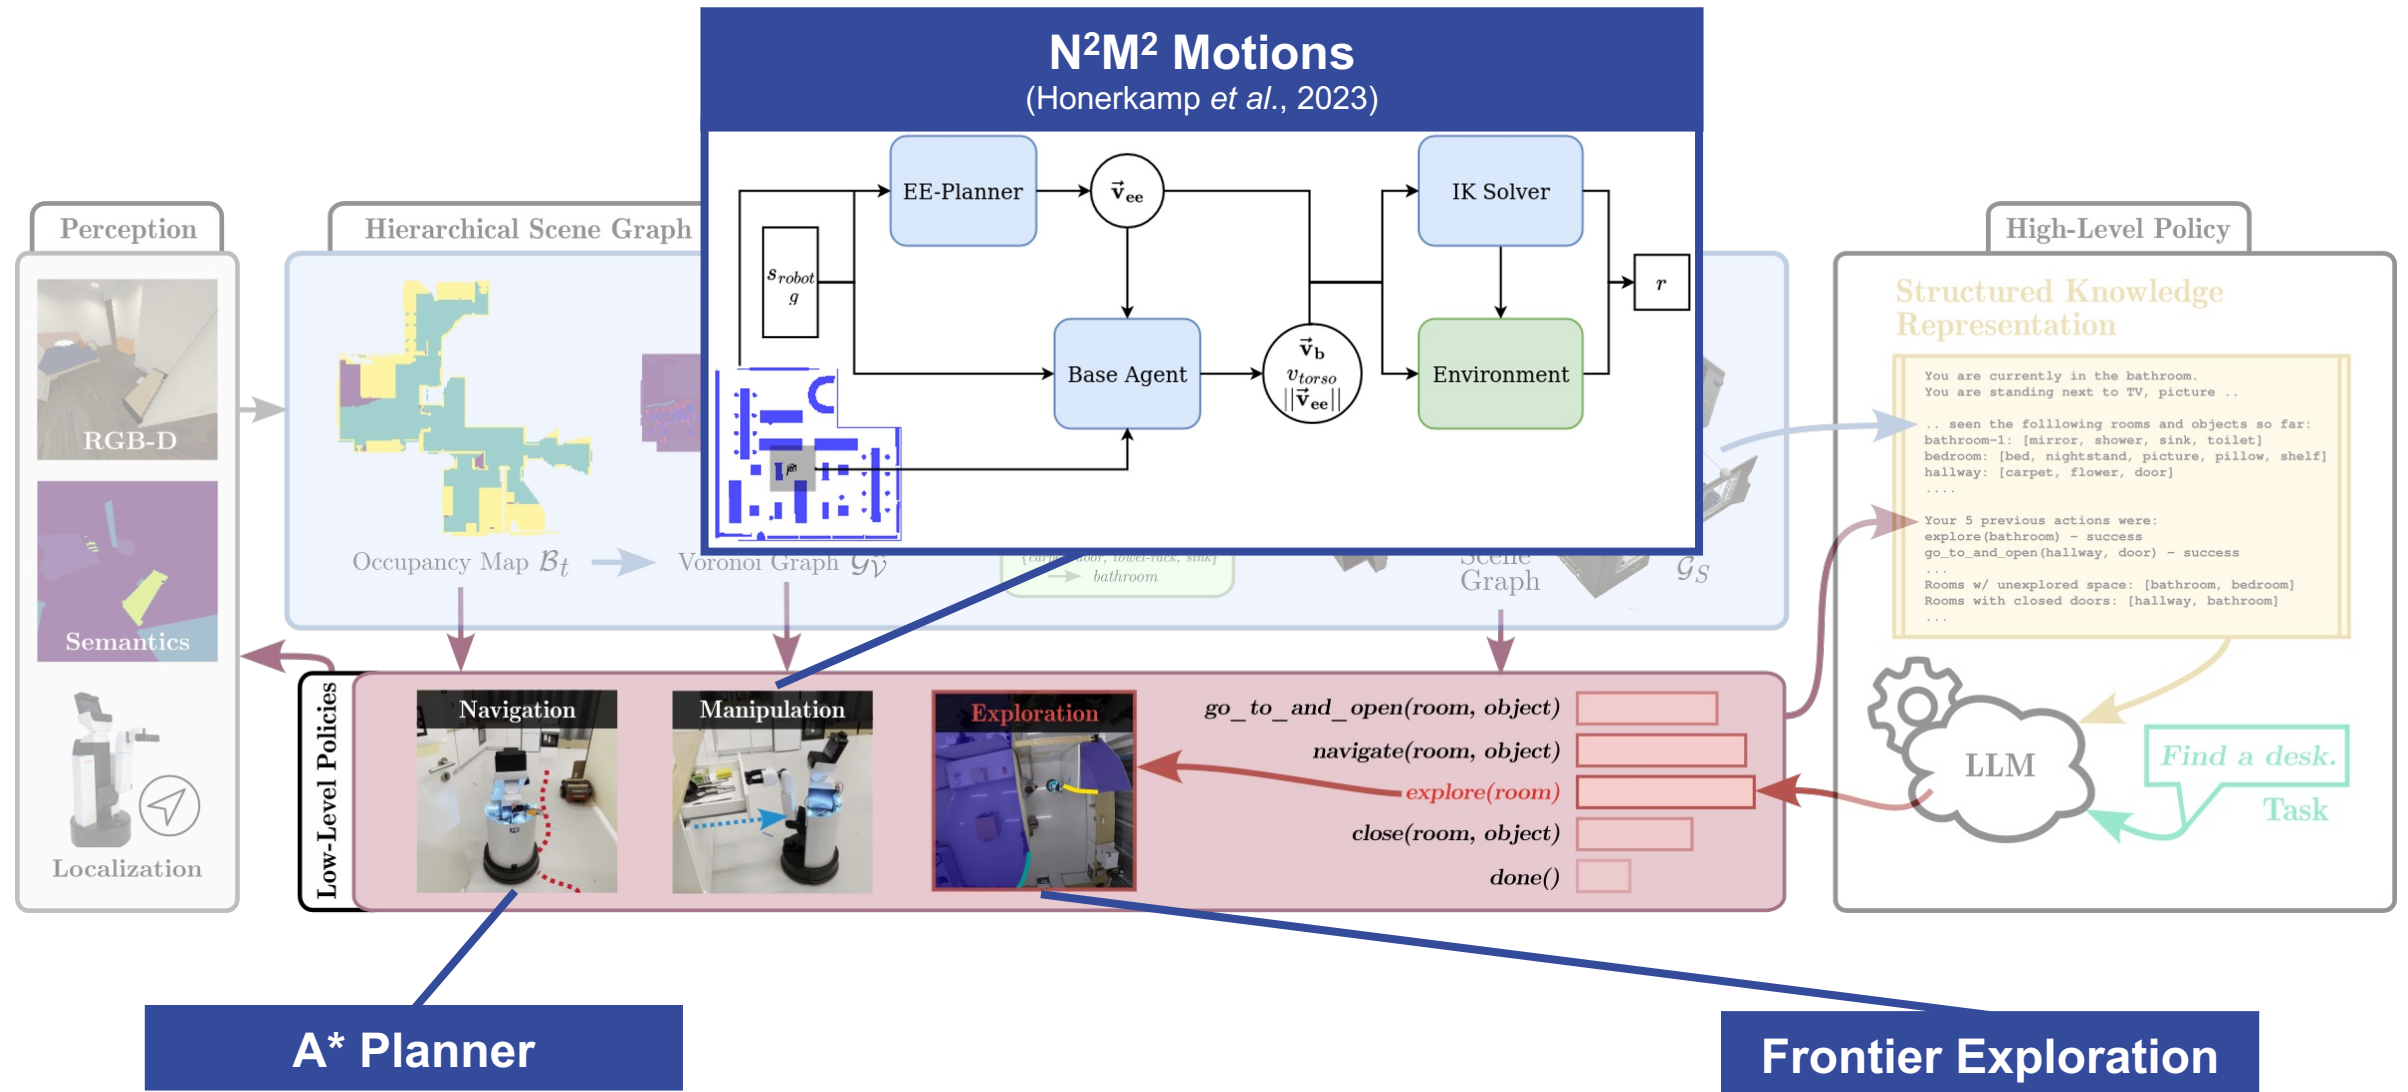 N²M² Motions
(Honerkamp et al., 2023)
EE-Planner
v⃗ee
IK Solver
s_robot
g
r
Base Agent
v⃗b
v_torso
||v⃗ee||
Environment
Perception
RGB-D
Semantics
Localization
Hierarchical Scene Graph
Occupancy Map 𝓑t
Voronoi Graph 𝒢𝒱
bathroom
Scene
Graph
𝒢S
High-Level Policy
Structured Knowledge
Representation
You are currently in the bathroom.
You are standing next to TV, picture ..
.. seen the folllowing rooms and objects so far:
bathroom-1: [mirror, shower, sink, toilet]
bedroom: [bed, nightstand, picture, pillow, shelf]
hallway: [carpet, flower, door]
....
Your 5 previous actions were:
explore(bathroom) - success
go_to_and_open(hallway, door) - success
...
Rooms w/ unexplored space: [bathroom, bedroom]
Rooms with closed doors: [hallway, bathroom]
...
LLM
Find a desk.
Task
Low-Level Policies
Navigation
Manipulation
Exploration
go_to_and_open(room, object)
navigate(room, object)
explore(room)
close(room, object)
done()
A* Planner
Frontier Exploration